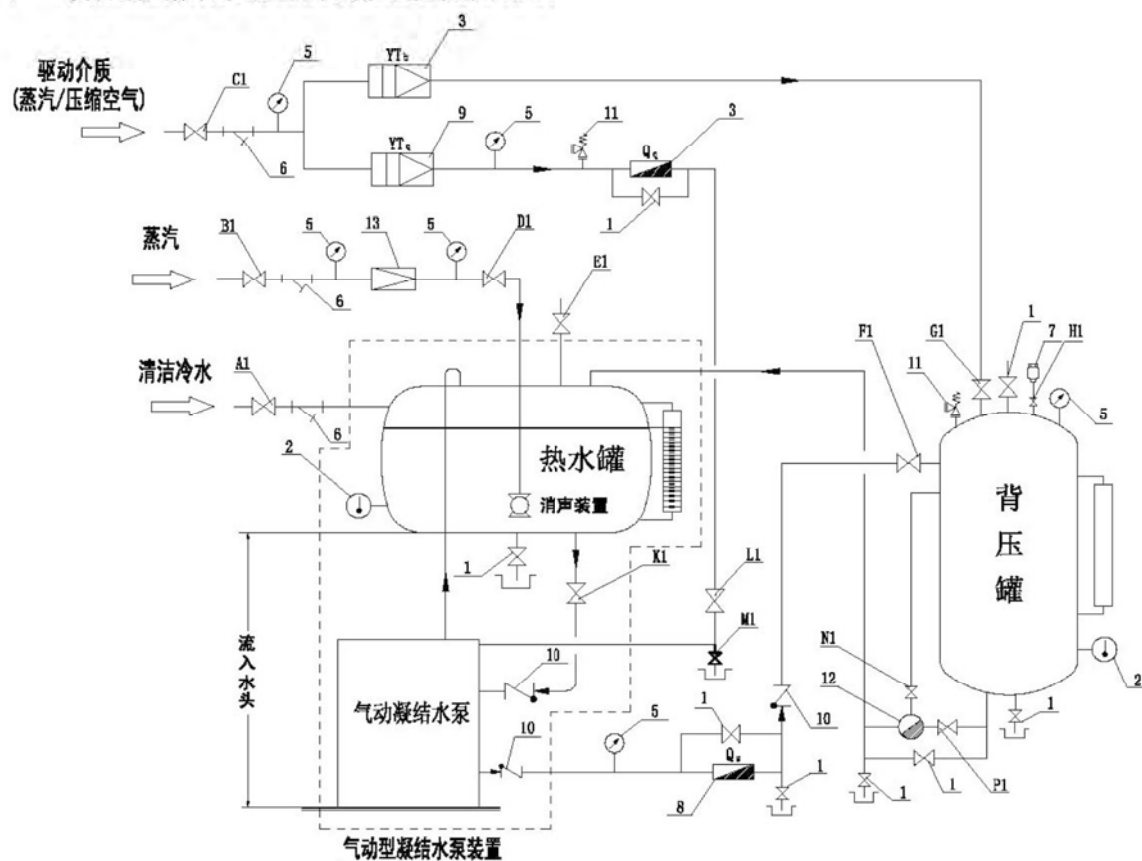 3
5
YTb
驱动介质
C1
(蒸汽/压缩空气)
9
5
11
3
YTq
Qq
6
1
蒸汽
B1
5
13
5
D1
6
E1
F1
G1
1
7
H1
11
5
清洁冷水
A1
6
2
热水罐
消声装置
背压罐
1
K1
L1
M1
流入水头
N1
12
2
10
气动凝结水泵
10
5
1
10
1
Qs
8
1
1
1
P1
气动型凝结水泵装置